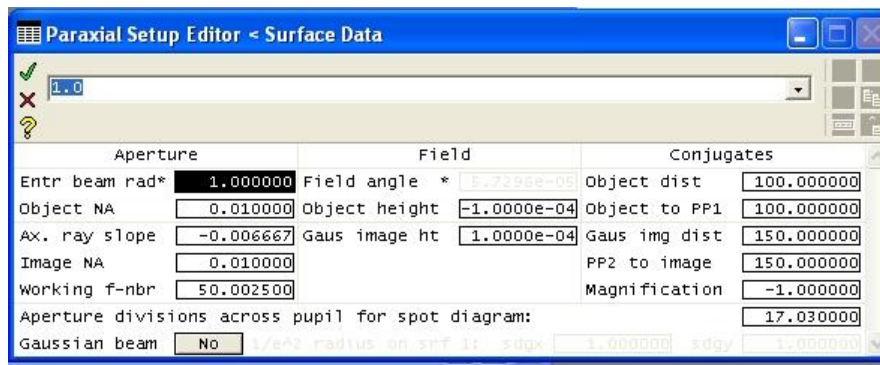 Paraxial Setup Editor < Surface Data
1.0
Aperture Field Conjugates
Entr beam rad* 1.000000 Field angle * 5.7296e-05 Object dist 100.000000
Object NA 0.010000 Object height -1.0000e-04 Object to PP1 100.000000
Ax. ray slope -0.006667 Gaus image ht 1.0000e-04 Gaus img dist 150.000000
Image NA 0.010000 PP2 to image 150.000000
Working f-nbr 50.002500 Magnification -1.000000
Aperture divisions across pupil for spot diagram: 17.030000
Gaussian beam No 1/e^2 radius on srf 1: sdgx 1.000000 sdgy 1.000000